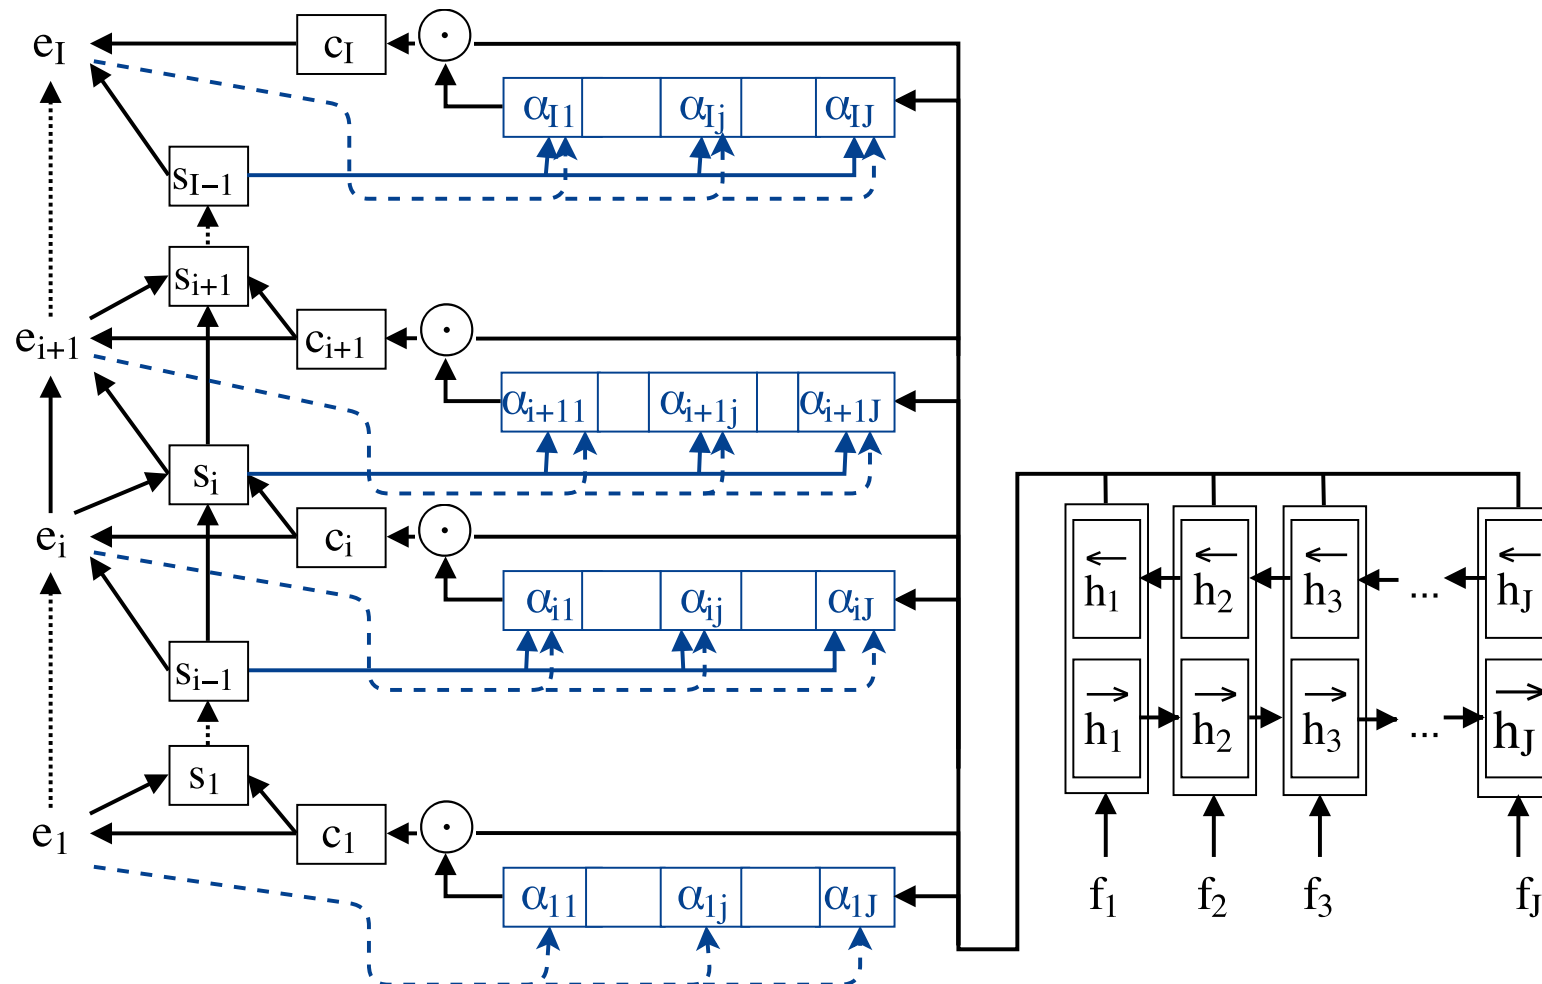 e_I c_I ·
α_I1 α_Ij α_IJ
s_I−1
s_i+1
e_i+1 c_i+1 ·
α_i+11 α_i+1j α_i+1J
s_i
e_i c_i ·
α_i1 α_ij α_iJ
s_i−1
s_1
e_1 c_1 ·
α_11 α_1j α_1J
←h_1 ←h_2 ←h_3 ... ←h_J
→h_1 →h_2 →h_3 ... →h_J
f_1 f_2 f_3 f_J